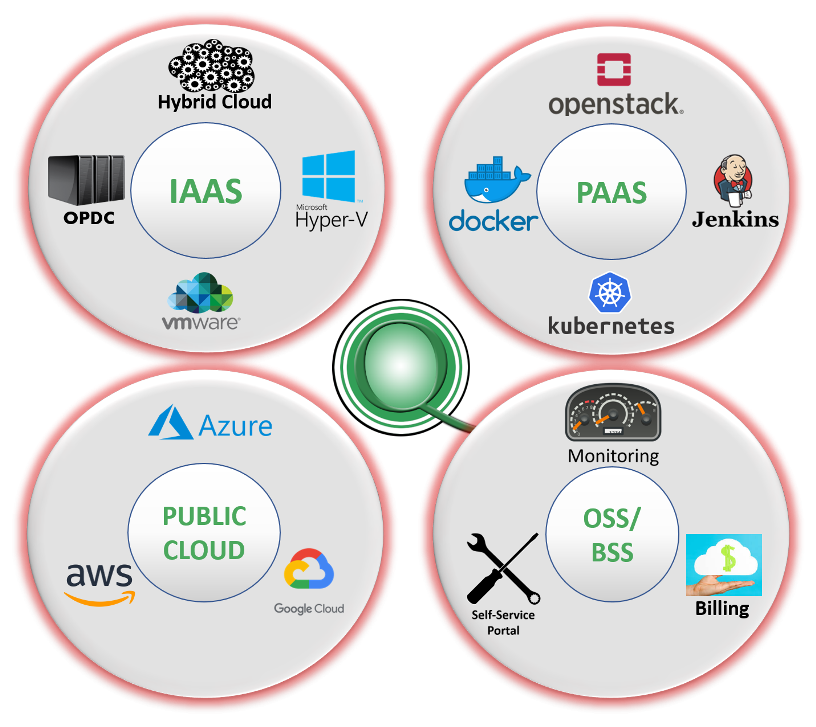 Hybrid Cloud
IAAS
OPDC
Microsoft
Hyper-V
vmware®
openstack®
PAAS
docker
Jenkins
kubernetes
Azure
PUBLIC
CLOUD
aws
Google Cloud
Monitoring
OSS/
BSS
Self-Service
Portal
$
Billing